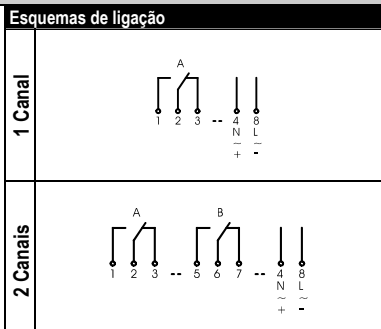 Esquemas de ligação
1 Canal
A
1 2 3 -- 4 8
N L
~ ~
+ -
2 Canais
A B
1 2 3 -- 5 6 7 -- 4 8
N L
~ ~
+ -